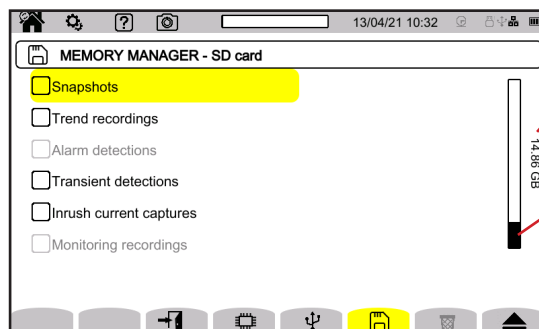 13/04/21 10:32
MEMORY MANAGER - SD card
Snapshots
Trend recordings
Alarm detections
Transient detections
Inrush current captures
Monitoring recordings
14.86 GB